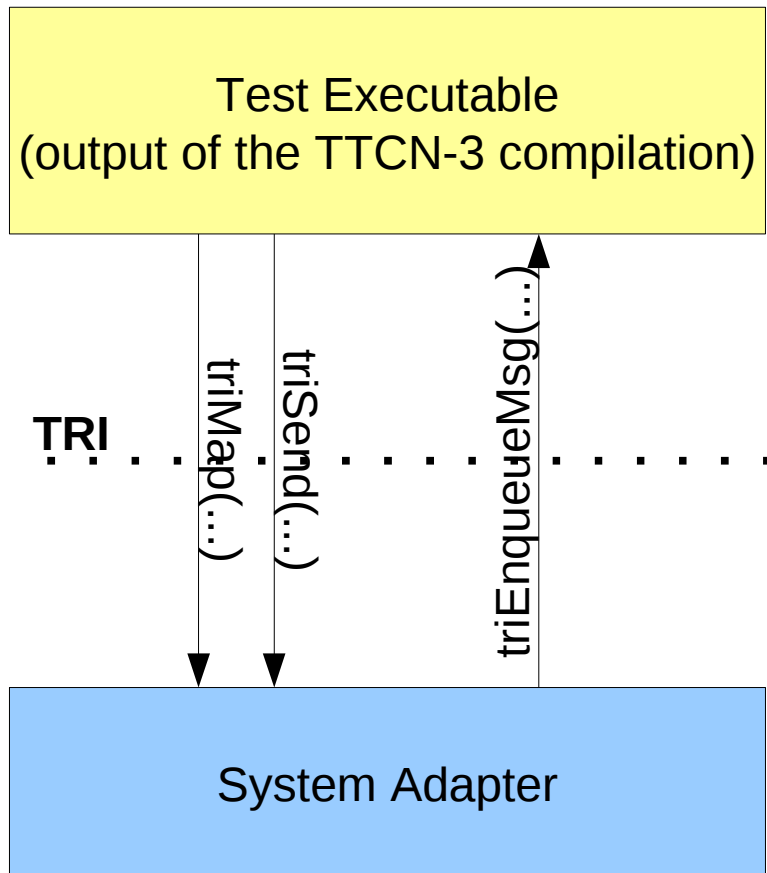 Test Executable
(output of the TTCN-3 compilation)
triMap(...)
triSend(...)
triEnqueueMsg(...)
TRI
System Adapter